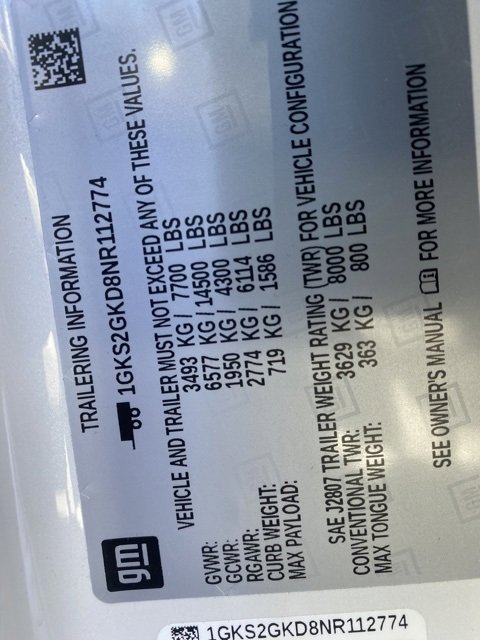 gm
TRAILERING INFORMATION
1GKS2GKD8NR112774
VEHICLE AND TRAILER MUST NOT EXCEED ANY OF THESE VALUES.
GVWR: 3493 KG / 7700 LBS
GCWR: 6577 KG / 14500 LBS
RGAWR: 1950 KG / 4300 LBS
CURB WEIGHT: 2774 KG / 6114 LBS
MAX PAYLOAD: 719 KG / 1586 LBS
SAE J2807 TRAILER WEIGHT RATING (TWR) FOR VEHICLE CONFIGURATION
CONVENTIONAL TWR: 3629 KG / 8000 LBS
MAX TONGUE WEIGHT: 363 KG / 800 LBS
SEE OWNER'S MANUAL FOR MORE INFORMATION
1GKS2GKD8NR112774